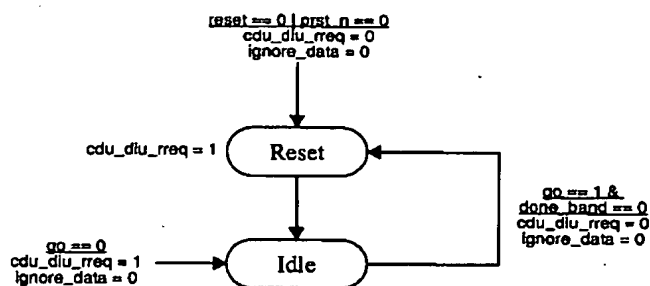 reset == 0 | prst_n == 0
cdu_diu_rreq = 0
ignore_data = 0
cdu_diu_rreq = 1
Reset
go == 1 &
done_band == 0
cdu_diu_rreq = 0
ignore_data = 0
go == 0
cdu_diu_rreq = 1
ignore_data = 0
Idle